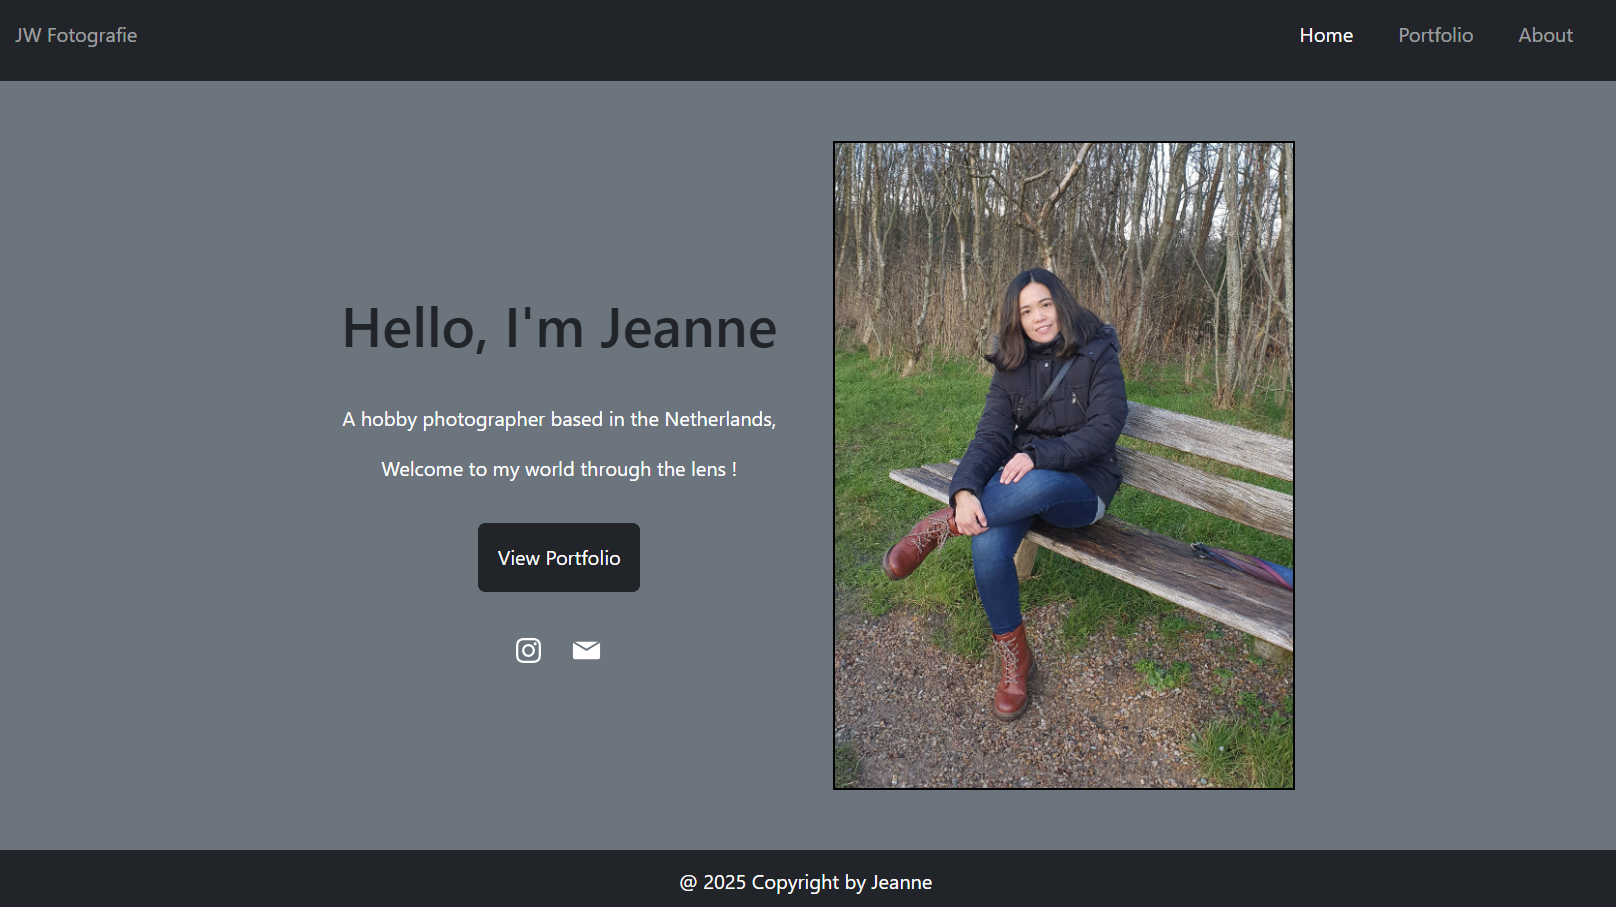 JW Fotografie
Home Portfolio About
Hello, I'm Jeanne
A hobby photographer based in the Netherlands,
Welcome to my world through the lens !
View Portfolio
@ 2025 Copyright by Jeanne